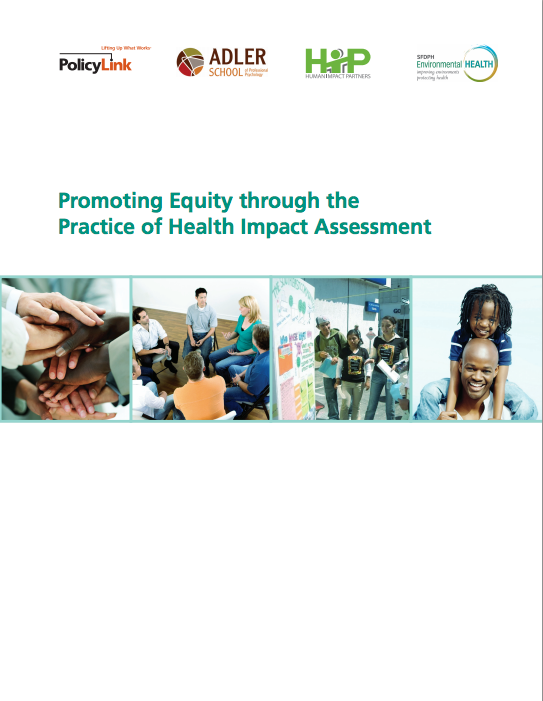 Lifting Up What Works
PolicyLink
ADLER
SCHOOL of Professional Psychology
HiP
HUMAN IMPACT PARTNERS
SFDPH
Environmental HEALTH
improving environments
protecting health
Promoting Equity through the
Practice of Health Impact Assessment